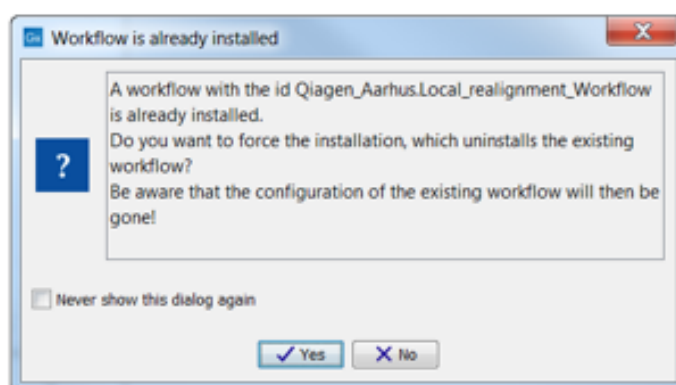 Workflow is already installed
A workflow with the id Qiagen_Aarhus.Local_realignment_Workflow
is already installed.
Do you want to force the installation, which uninstalls the existing
workflow?
Be aware that the configuration of the existing workflow will then be
gone!
?
Never show this dialog again
Yes No